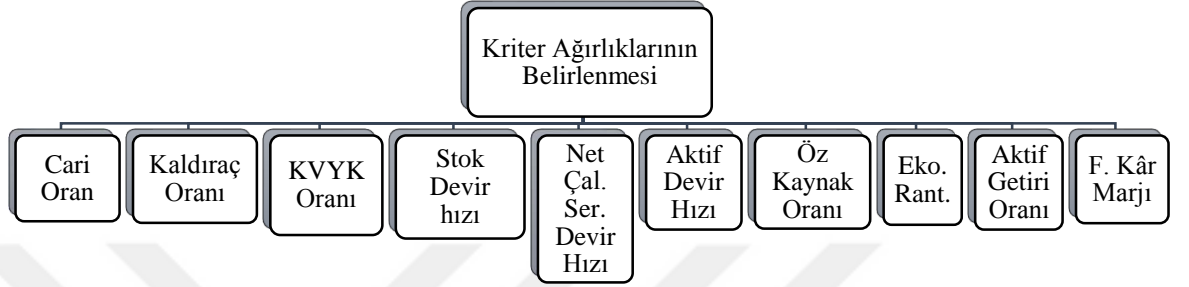 Kriter Ağırlıklarının
Belirlenmesi
Cari
Oran
Kaldıraç
Oranı
KVYK
Oranı
Stok
Devir
hızı
Net
Çal.
Ser.
Devir
Hızı
Aktif
Devir
Hızı
Öz
Kaynak
Oranı
Eko.
Rant.
Aktif
Getiri
Oranı
F. Kâr
Marjı